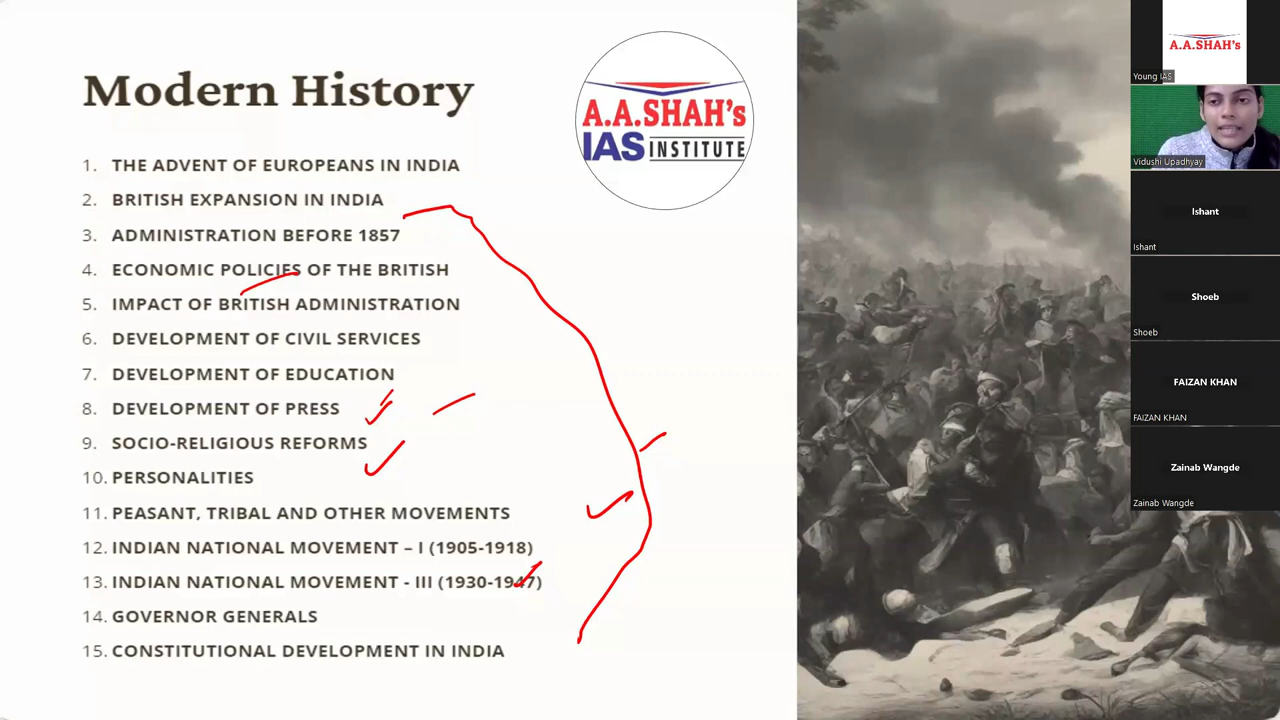 Modern History
A.A.SHAH's
IAS INSTITUTE
1. THE ADVENT OF EUROPEANS IN INDIA
2. BRITISH EXPANSION IN INDIA
3. ADMINISTRATION BEFORE 1857
4. ECONOMIC POLICIES OF THE BRITISH
5. IMPACT OF BRITISH ADMINISTRATION
6. DEVELOPMENT OF CIVIL SERVICES
7. DEVELOPMENT OF EDUCATION
8. DEVELOPMENT OF PRESS
9. SOCIO-RELIGIOUS REFORMS
10. PERSONALITIES
11. PEASANT, TRIBAL AND OTHER MOVEMENTS
12. INDIAN NATIONAL MOVEMENT – I (1905-1918)
13. INDIAN NATIONAL MOVEMENT - III (1930-1947)
14. GOVERNOR GENERALS
15. CONSTITUTIONAL DEVELOPMENT IN INDIA
A.A.SHAH's
Young IAS
Vidushi Upadhyay
Ishant
Ishant
Shoeb
Shoeb
FAIZAN KHAN
FAIZAN KHAN
Zainab Wangde
Zainab Wangde